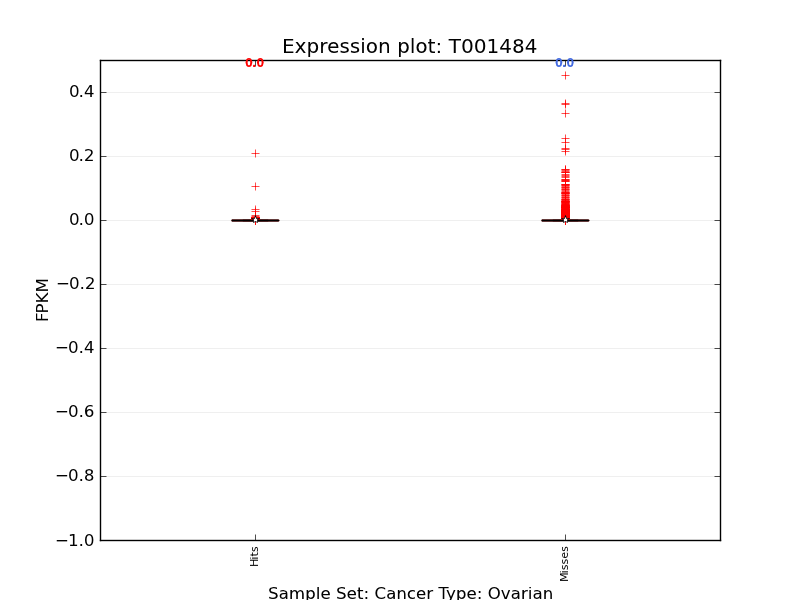 Expression plot: T001484
0.0 0.0
0.4
0.2
0.0
−0.2
−0.4
−0.6
−0.8
−1.0
FPKM
Hits Misses
Sample Set: Cancer Type: Ovarian